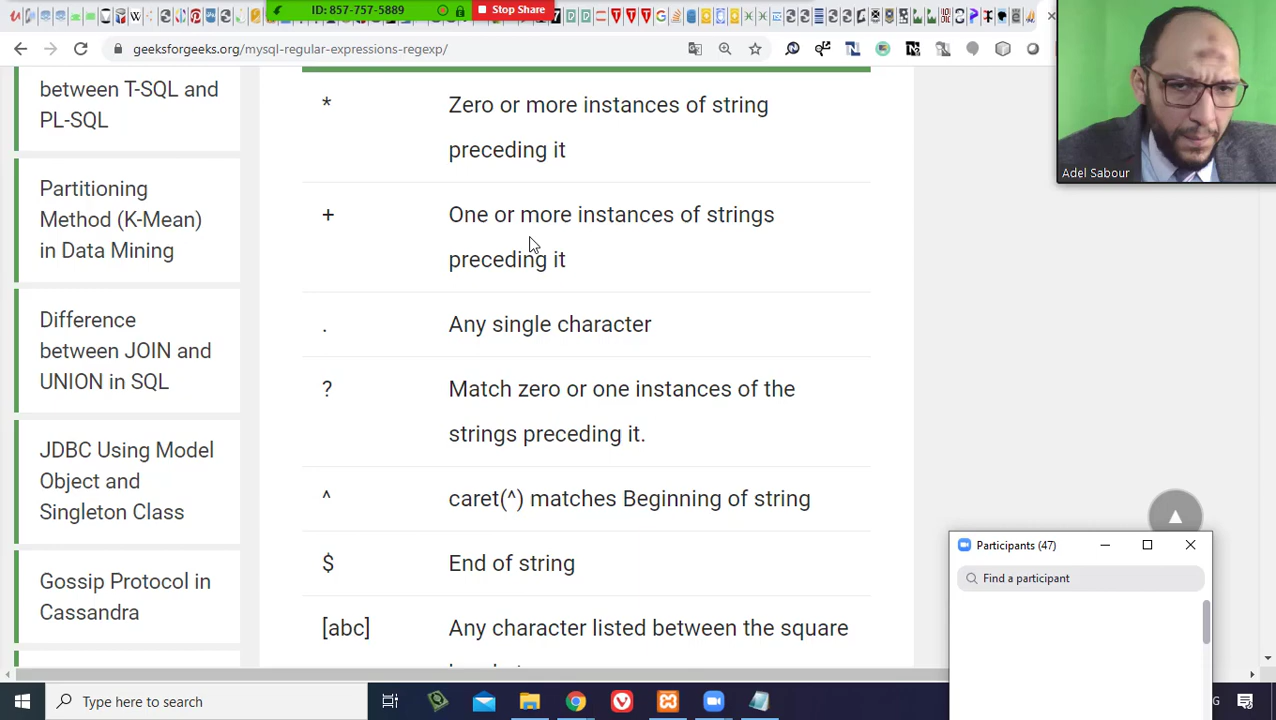 ID: 857-757-5889
Stop Share
geeksforgeeks.org/mysql-regular-expressions-regexp/
Adel Sabour
between T-SQL and
PL-SQL
Partitioning
Method (K-Mean)
in Data Mining
Difference
between JOIN and
UNION in SQL
JDBC Using Model
Object and
Singleton Class
Gossip Protocol in
Cassandra
* Zero or more instances of string
preceding it
+ One or more instances of strings
preceding it
. Any single character
? Match zero or one instances of the
strings preceding it.
^ caret(^) matches Beginning of string
$ End of string
[abc] Any character listed between the square
Participants (47)
Find a participant
Type here to search